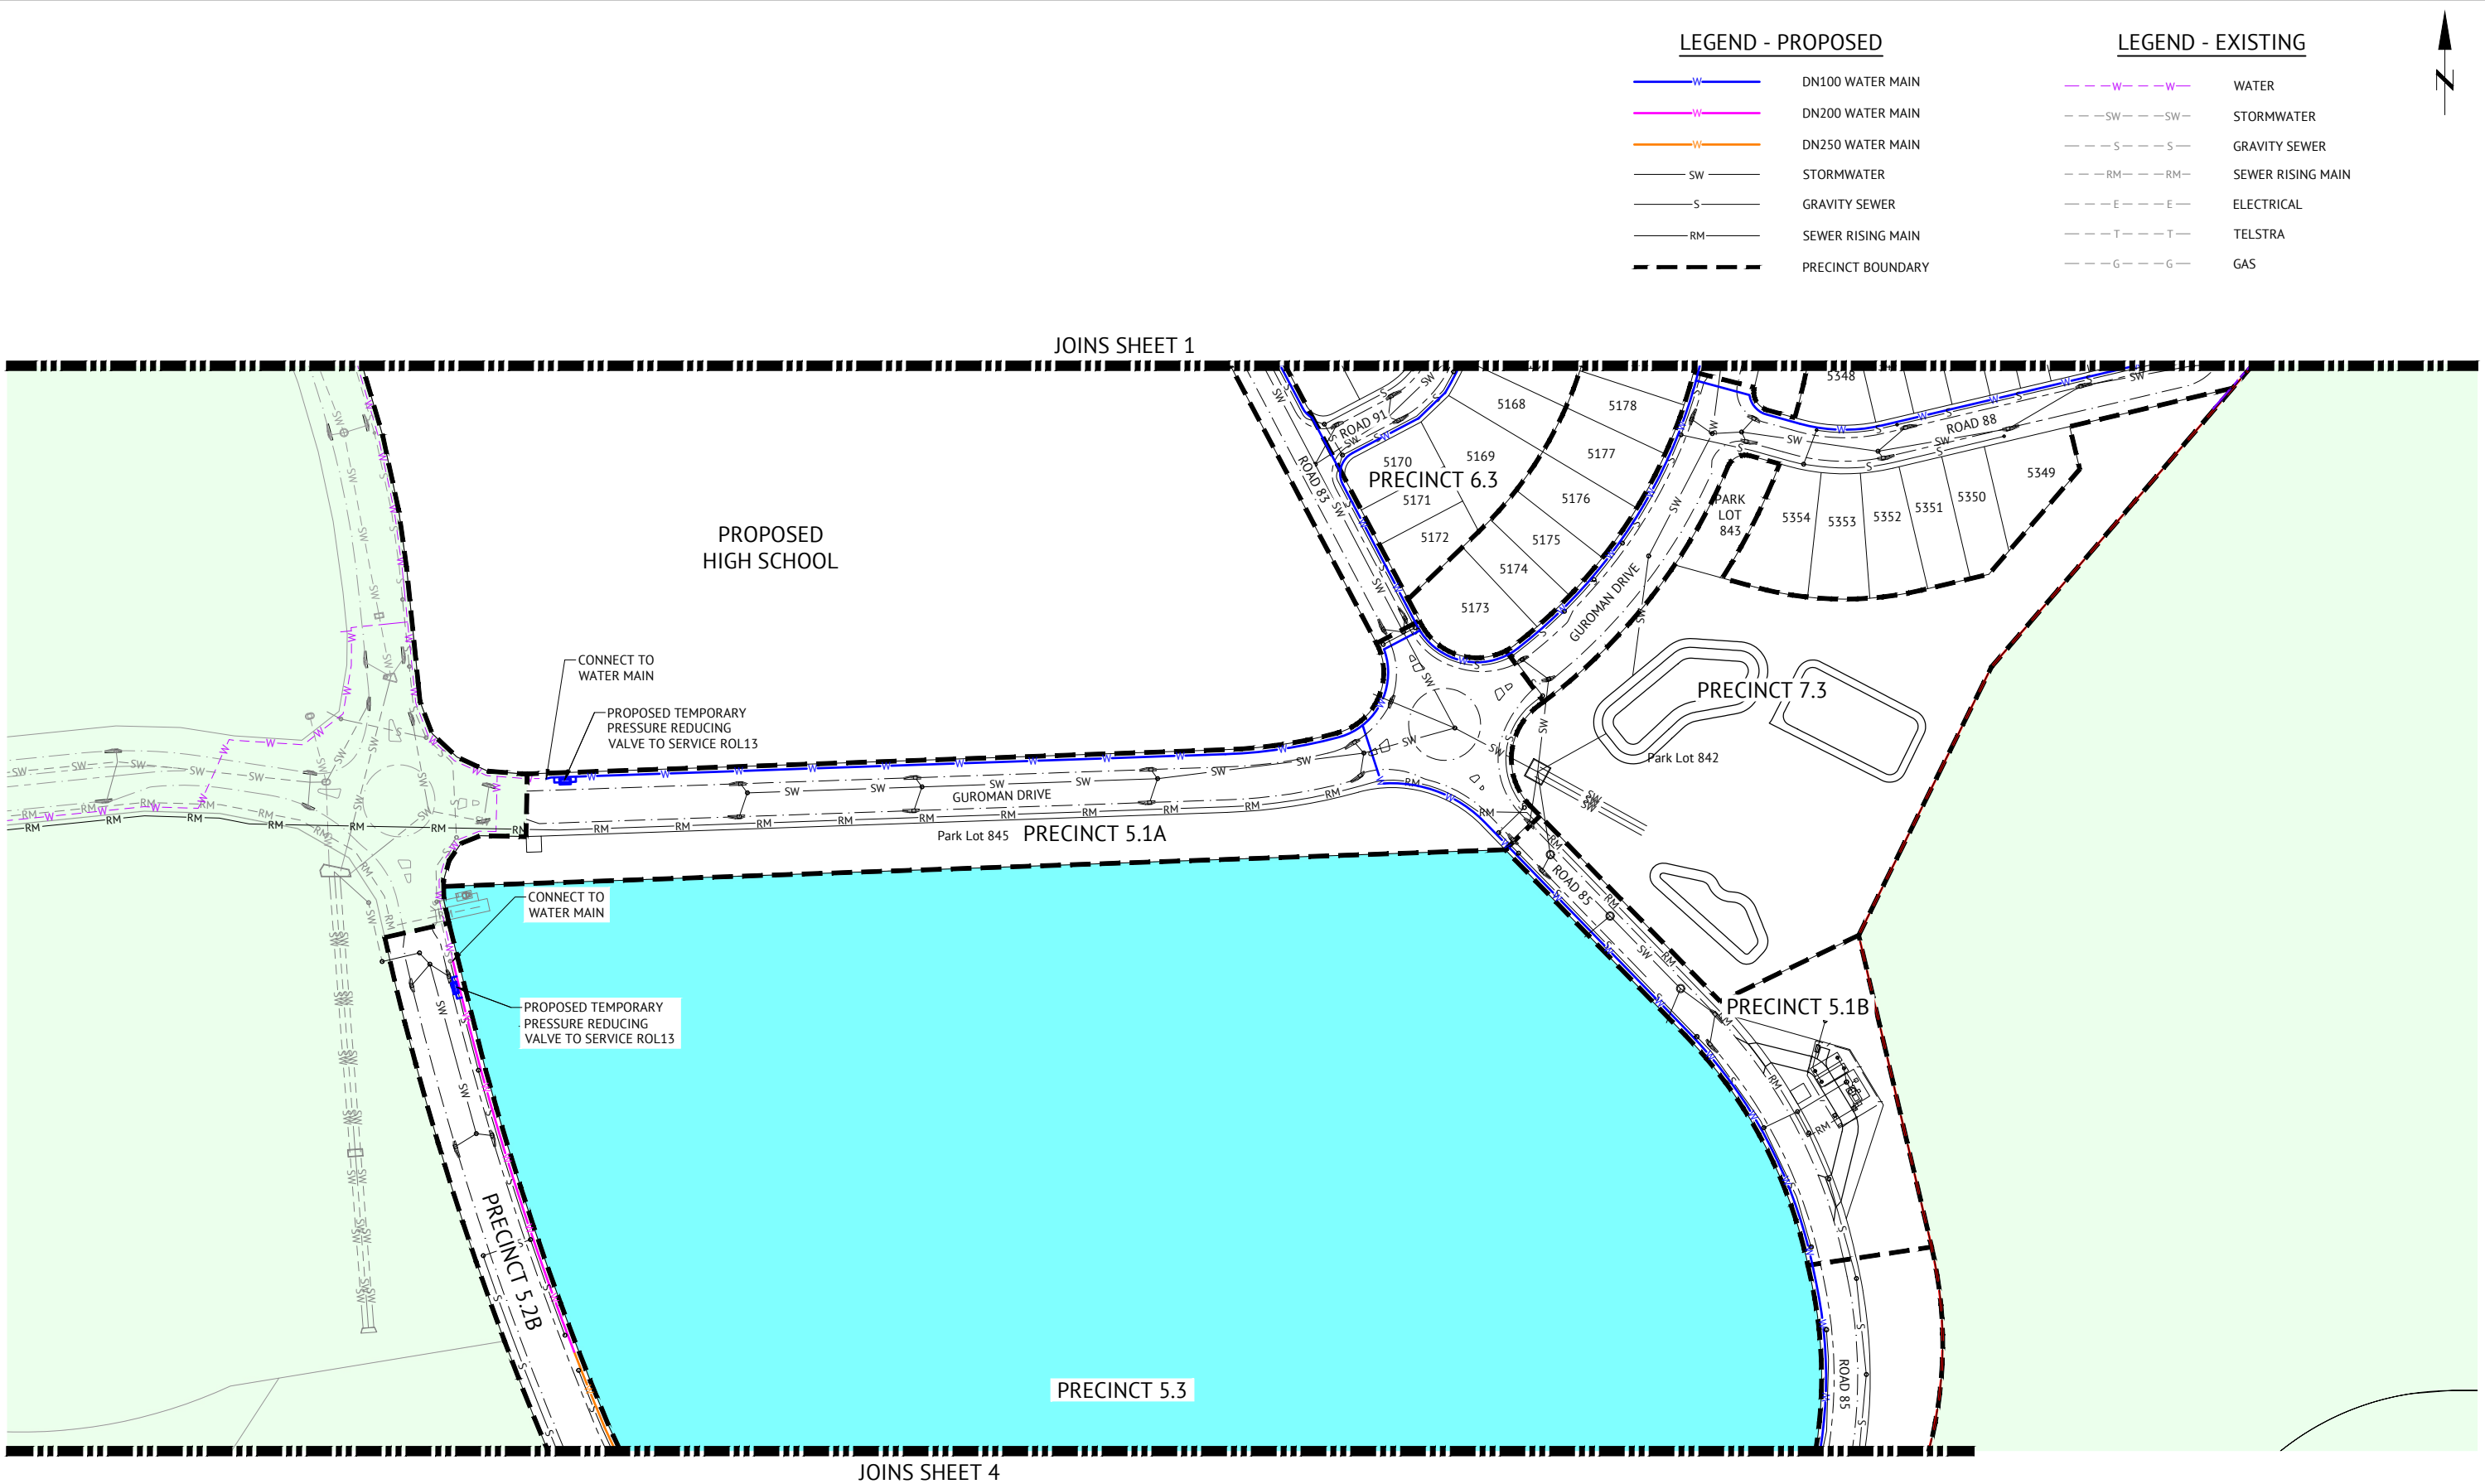 LEGEND - PROPOSED
W DN100 WATER MAIN
W DN200 WATER MAIN
W DN250 WATER MAIN
SW STORMWATER
S GRAVITY SEWER
RM SEWER RISING MAIN
PRECINCT BOUNDARY
LEGEND - EXISTING
W W WATER
SW SW STORMWATER
S S GRAVITY SEWER
RM RM SEWER RISING MAIN
E E ELECTRICAL
T T TELSTRA
G G GAS
N
JOINS SHEET 1
5348
5168
5178
ROAD 91
ROAD 88
5170
5169
5177
5349
PRECINCT 6.3
ROAD 83
5171
5176
PARK
LOT
843
5354
5353
5352
5351
5350
PROPOSED
HIGH SCHOOL
5172
5175
5174
5173
GUROMAN DRIVE
CONNECT TO
WATER MAIN
PROPOSED TEMPORARY
PRESSURE REDUCING
VALVE TO SERVICE ROL13
PRECINCT 7.3
Park Lot 842
GUROMAN DRIVE
Park Lot 845
PRECINCT 5.1A
ROAD 85
CONNECT TO
WATER MAIN
PROPOSED TEMPORARY
PRESSURE REDUCING
VALVE TO SERVICE ROL13
PRECINCT 5.1B
PRECINCT 5.2B
PRECINCT 5.3
ROAD 85
JOINS SHEET 4